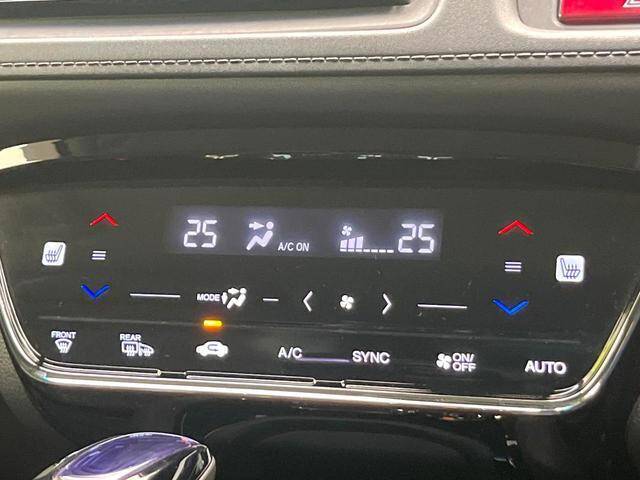 25 A/C ON 25
MODE
FRONT REAR A/C SYNC ON/OFF AUTO